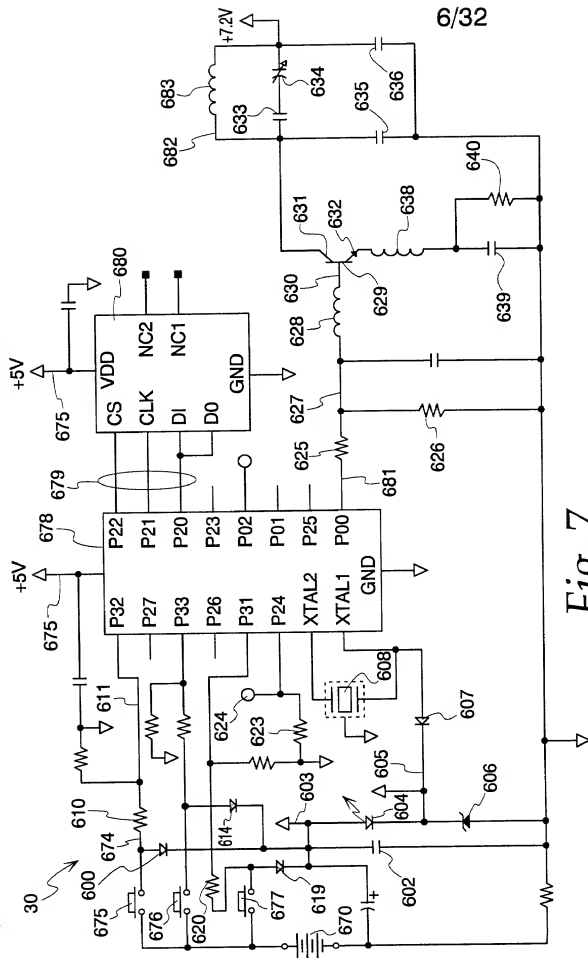 6/32
+7.2V
683
682
633
634
635
636
631
632
640
638
630
629
628
639
680
+5V
675
VDD
CS
CLK
DI
D0
NC2
NC1
GND
679
627
625
626
681
678
+5V
675
P32
P27
P33
P26
P31
P24
XTAL2
XTAL1
GND
P22
P21
P20
P23
P02
P01
P25
P00
611
610
674
600
30
675
676
620
677
614
619
670
624
623
603
604
605
606
602
607
608
Fig. 7